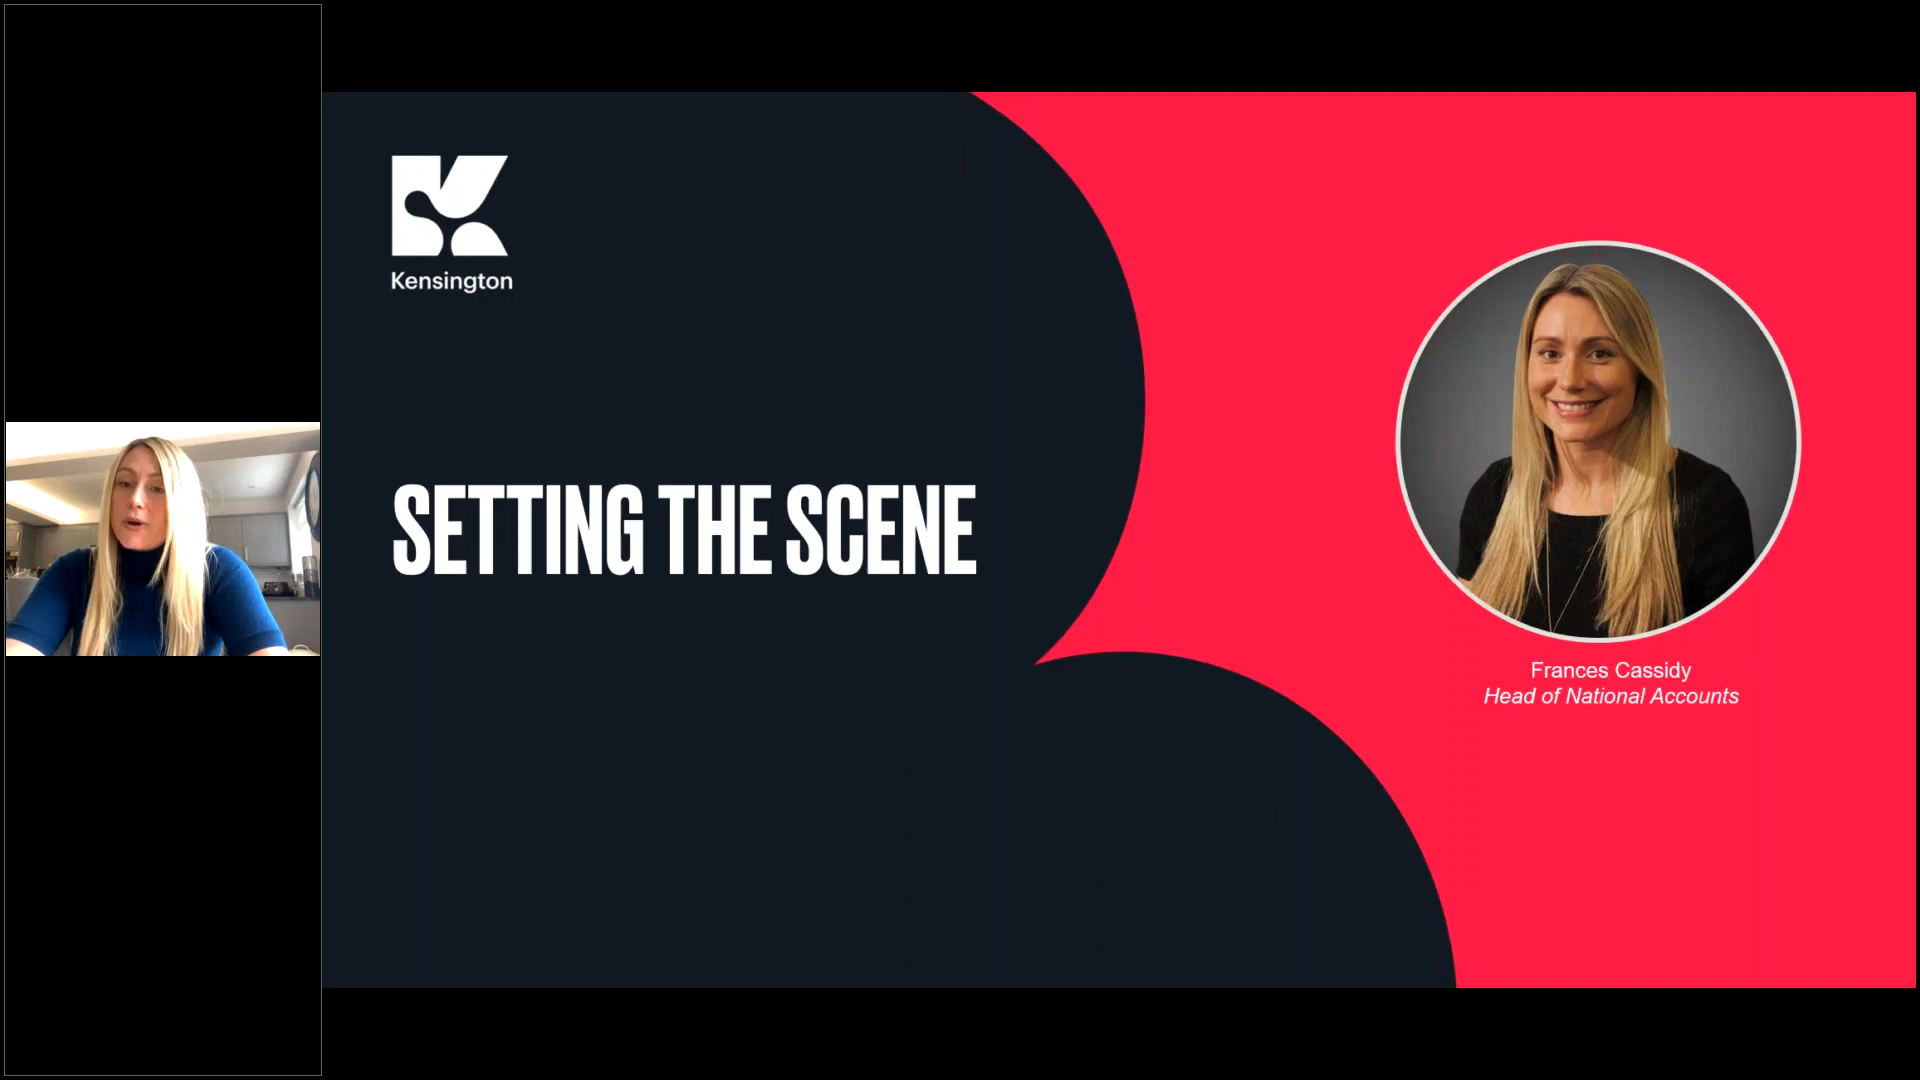 Kensington
SETTING THE SCENE
Frances Cassidy
Head of National Accounts